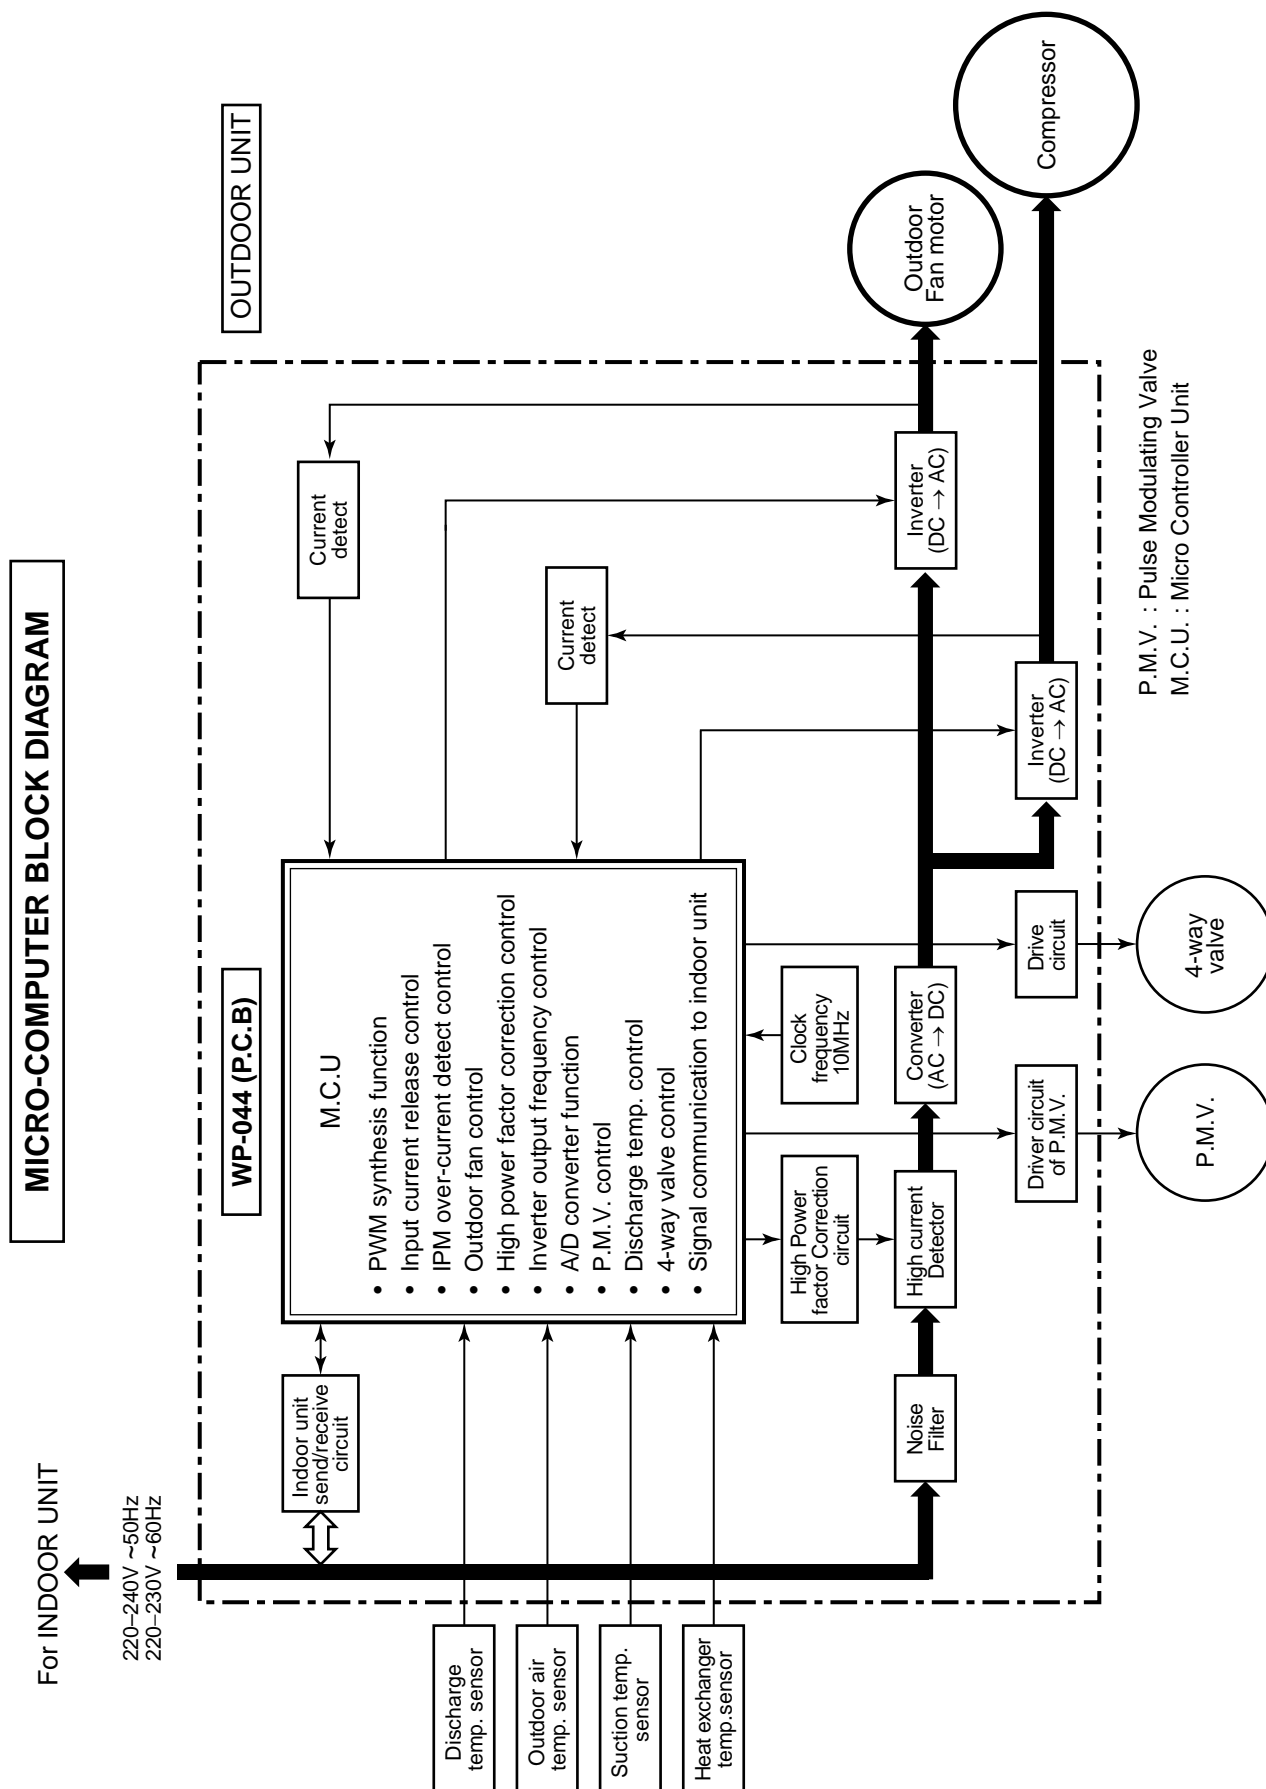 MICRO-COMPUTER BLOCK DIAGRAM
For INDOOR UNIT
220–240V ~50Hz
220–230V ~60Hz
WP-044 (P.C.B)
OUTDOOR UNIT
Discharge
temp. sensor
Outdoor air
temp. sensor
Suction temp.
sensor
Heat exchanger
temp.sensor
Indoor unit
send/receive
circuit
M.C.U
• PWM synthesis function
• Input current release control
• IPM over-current detect control
• Outdoor fan control
• High power factor correction control
• Inverter output frequency control
• A/D converter function
• P.M.V. control
• Discharge temp. control
• 4-way valve control
• Signal communication to indoor unit
Current
detect
Current
detect
High Power
factor Correction
circuit
Clock
frequency
10MHz
Noise
Filter
High current
Detector
Converter
(AC → DC)
Inverter
(DC → AC)
Outdoor
Fan motor
Driver circuit
of P.M.V.
Drive
circuit
Inverter
(DC → AC)
Compressor
P.M.V.
4-way
valve
P.M.V. : Pulse Modulating Valve
M.C.U. : Micro Controller Unit